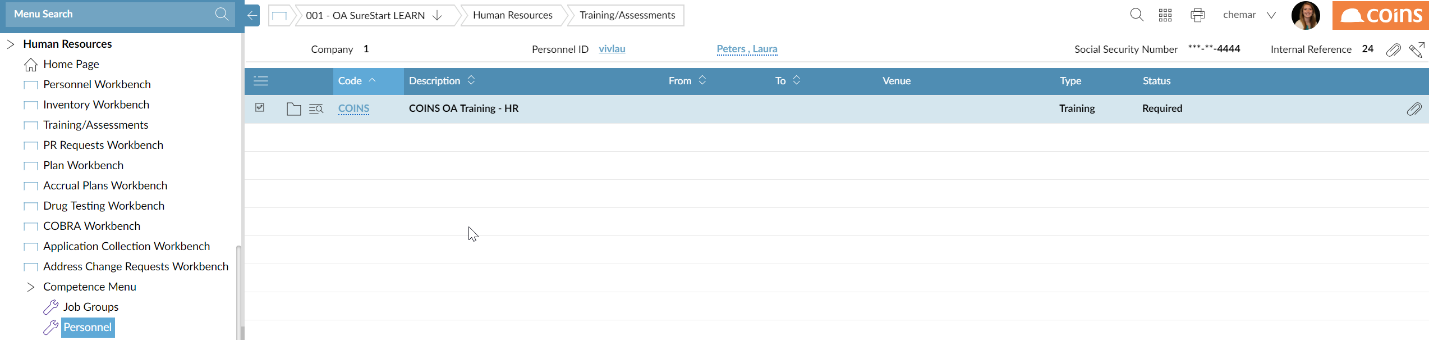 Menu Search
001 - OA SureStart LEARN
Human Resources
Training/Assessments
chemar
coins
Human Resources
Home Page
Personnel Workbench
Inventory Workbench
Training/Assessments
PR Requests Workbench
Plan Workbench
Accrual Plans Workbench
Drug Testing Workbench
COBRA Workbench
Application Collection Workbench
Address Change Requests Workbench
Competence Menu
Job Groups
Personnel
Company 1 Personnel ID vivlau Peters , Laura Social Security Number ***-**-4444 Internal Reference 24
Code Description From To Venue Type Status
COINS COINS OA Training - HR Training Required